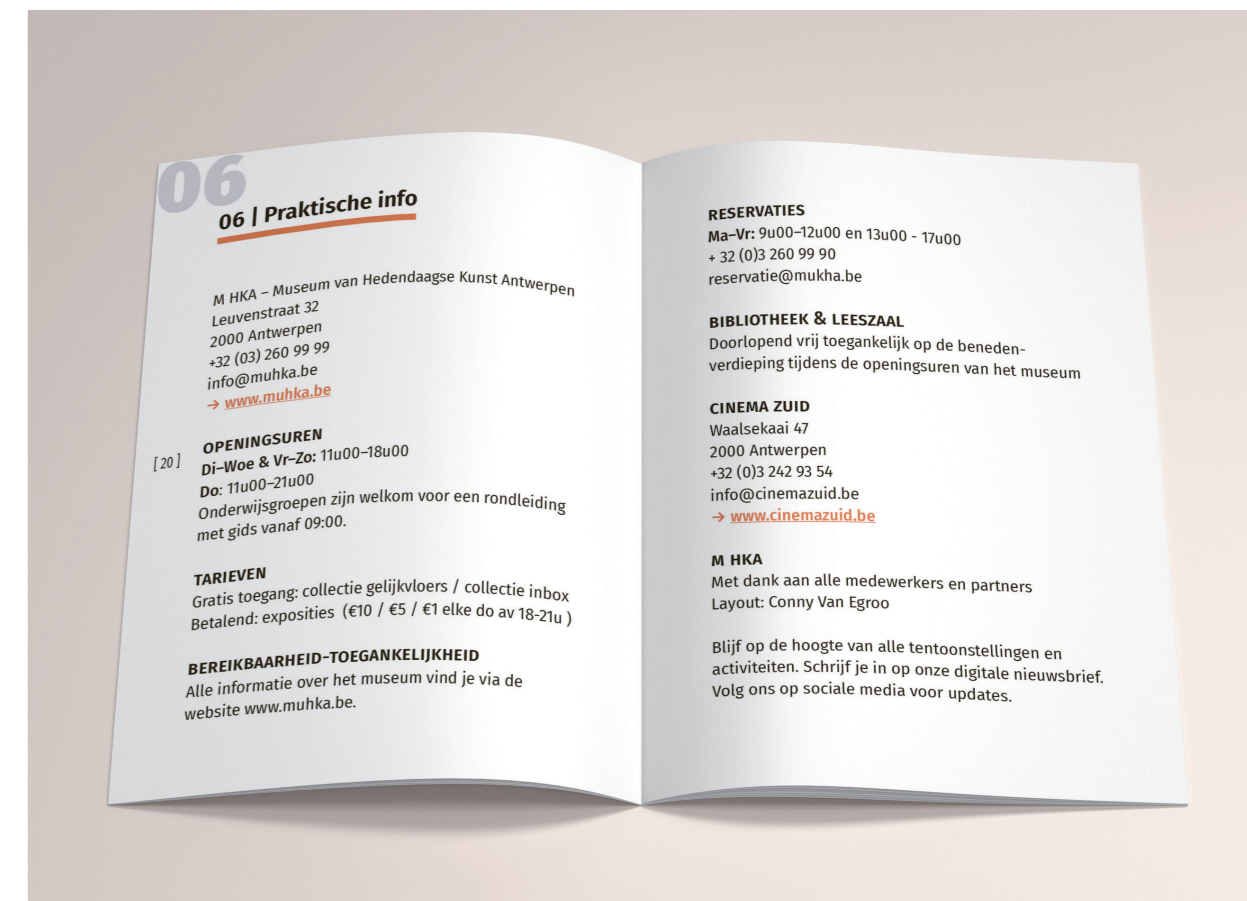 06
06 | Praktische info
M HKA – Museum van Hedendaagse Kunst Antwerpen
Leuvenstraat 32
2000 Antwerpen
+32 (03) 260 99 99
info@muhka.be
→ www.muhka.be
OPENINGSUREN
[ 20 ]
Di–Woe & Vr–Zo: 11u00–18u00
Do: 11u00–21u00
Onderwijsgroepen zijn welkom voor een rondleiding
met gids vanaf 09:00.
TARIEVEN
Gratis toegang: collectie gelijkvloers / collectie inbox
Betalend: exposities (€10 / €5 / €1 elke do av 18-21u )
BEREIKBAARHEID-TOEGANKELIJKHEID
Alle informatie over het museum vind je via de
website www.muhka.be.
RESERVATIES
Ma–Vr: 9u00–12u00 en 13u00 - 17u00
+ 32 (0)3 260 99 90
reservatie@mukha.be
BIBLIOTHEEK & LEESZAAL
Doorlopend vrij toegankelijk op de beneden-
verdieping tijdens de openingsuren van het museum
CINEMA ZUID
Waalsekaai 47
2000 Antwerpen
+32 (0)3 242 93 54
info@cinemazuid.be
→ www.cinemazuid.be
M HKA
Met dank aan alle medewerkers en partners
Layout: Conny Van Egroo
Blijf op de hoogte van alle tentoonstellingen en
activiteiten. Schrijf je in op onze digitale nieuwsbrief.
Volg ons op sociale media voor updates.